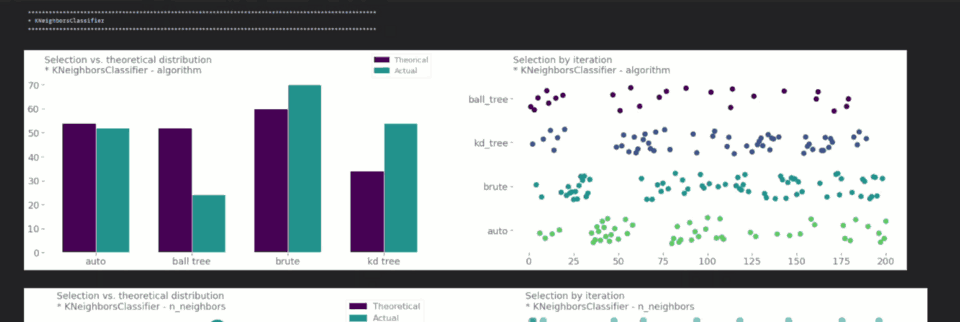 ****************************************************************************************************
* KNeighborsClassifier
****************************************************************************************************
Selection vs. theoretical distribution
* KNeighborsClassifier - algorithm
Theorical
Actual
70
60
50
40
30
20
10
0
auto
ball tree
brute
kd tree
Selection by iteration
* KNeighborsClassifier - algorithm
ball_tree
kd_tree
brute
auto
0
25
50
75
100
125
150
175
200
Selection vs. theoretical distribution
* KNeighborsClassifier - n_neighbors
Theoretical
Actual
Selection by iteration
* KNeighborsClassifier - n_neighbors